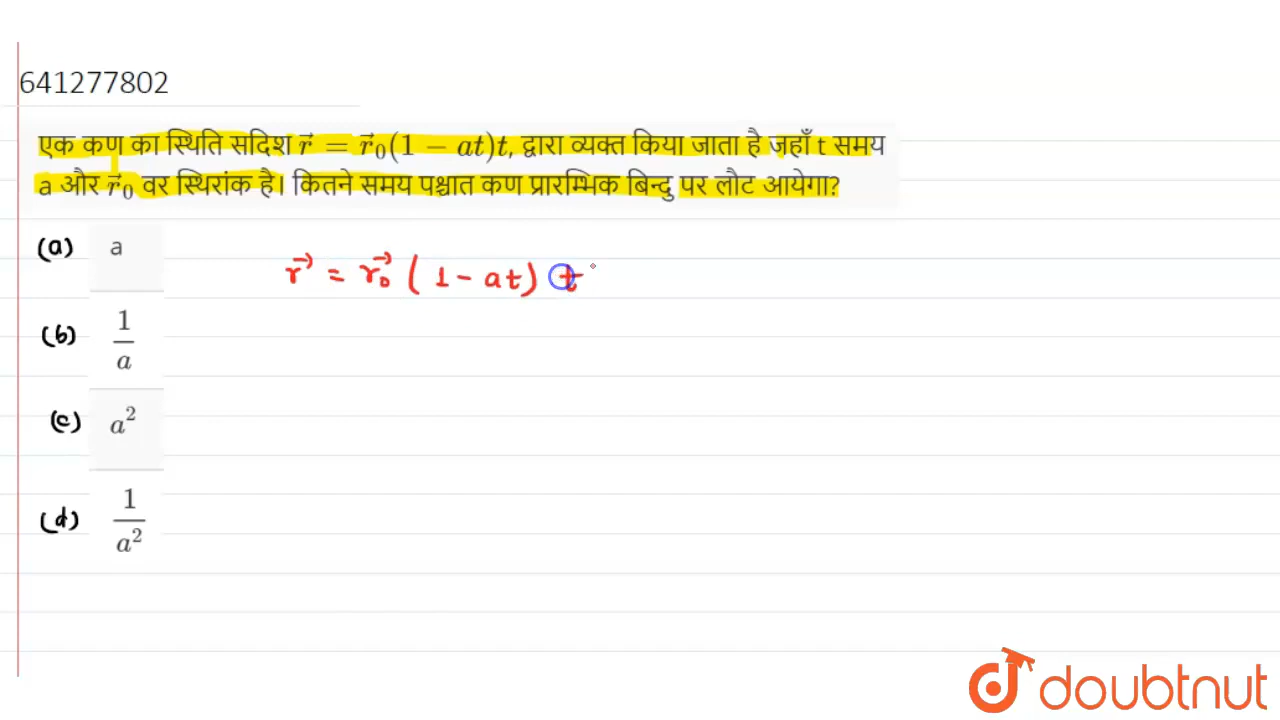 641277802
एक कण का स्थिति सदिश \vec{r} = \vec{r}_0(1 - at)t, द्वारा व्यक्त किया जाता है जहाँ t समय
a और \vec{r}_0 वर स्थिरांक है। कितने समय पश्चात कण प्रारम्भिक बिन्दु पर लौट आयेगा?
(a) a
\vec{r} = \vec{r_0} (1 - at) t
(b) \frac{1}{a}
(c) a^2
(d) \frac{1}{a^2}
doubtnut